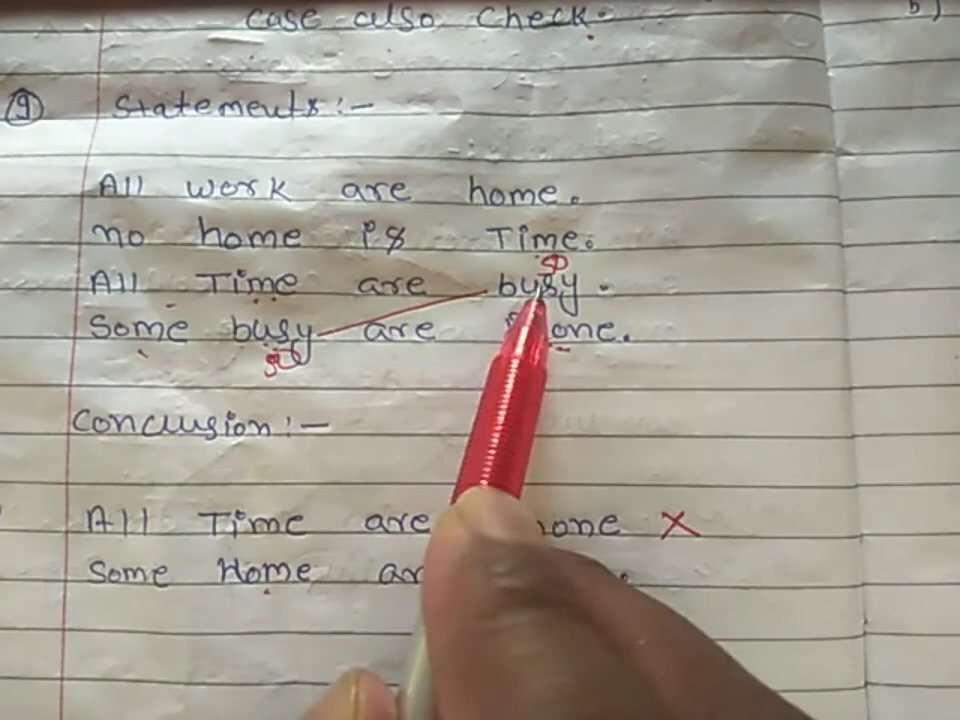 case also check.
b)
9 Statements:-
All work are home.
no home is Time.
All Time are busy.
Some busy are
Conclusion:-
All Time are X
Some Home